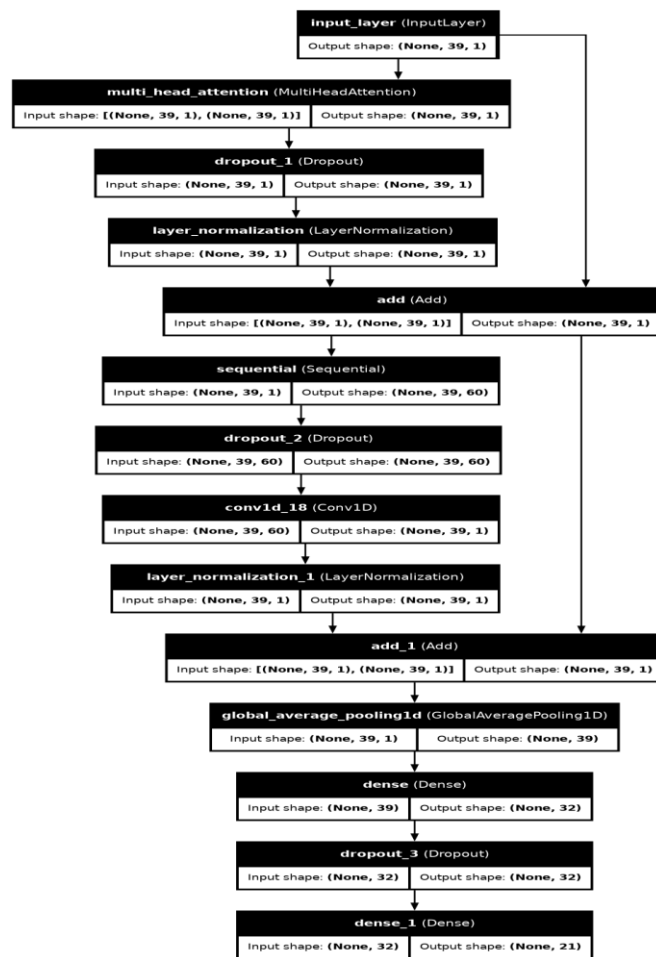 input_layer (InputLayer)
Output shape: (None, 39, 1)
multi_head_attention (MultiHeadAttention)
Input shape: [(None, 39, 1), (None, 39, 1)] Output shape: (None, 39, 1)
dropout_1 (Dropout)
Input shape: (None, 39, 1) Output shape: (None, 39, 1)
layer_normalization (LayerNormalization)
Input shape: (None, 39, 1) Output shape: (None, 39, 1)
add (Add)
Input shape: [(None, 39, 1), (None, 39, 1)] Output shape: (None, 39, 1)
sequential (Sequential)
Input shape: (None, 39, 1) Output shape: (None, 39, 60)
dropout_2 (Dropout)
Input shape: (None, 39, 60) Output shape: (None, 39, 60)
conv1d_18 (Conv1D)
Input shape: (None, 39, 60) Output shape: (None, 39, 1)
layer_normalization_1 (LayerNormalization)
Input shape: (None, 39, 1) Output shape: (None, 39, 1)
add_1 (Add)
Input shape: [(None, 39, 1), (None, 39, 1)] Output shape: (None, 39, 1)
global_average_pooling1d (GlobalAveragePooling1D)
Input shape: (None, 39, 1) Output shape: (None, 39)
dense (Dense)
Input shape: (None, 39) Output shape: (None, 32)
dropout_3 (Dropout)
Input shape: (None, 32) Output shape: (None, 32)
dense_1 (Dense)
Input shape: (None, 32) Output shape: (None, 21)